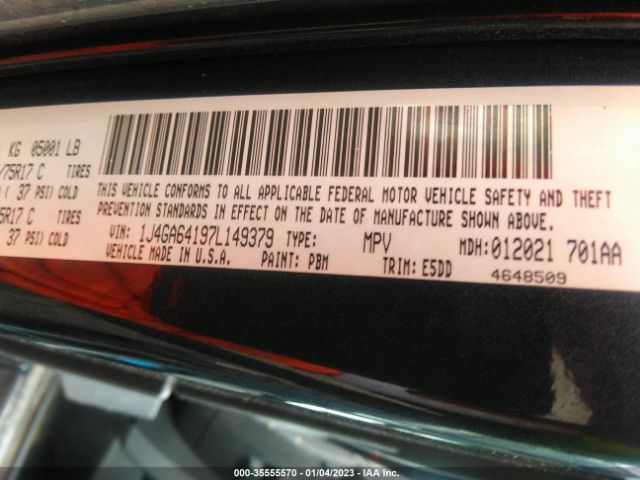 KG 05001 LB
/75R17 C TIRES
( 37 PSI) COLD
5R17 C TIRES
37 PSI) COLD
THIS VEHICLE CONFORMS TO ALL APPLICABLE FEDERAL MOTOR VEHICLE SAFETY AND THEFT
PREVENTION STANDARDS IN EFFECT ON THE DATE OF MANUFACTURE SHOWN ABOVE.
VIN: 1J4GA64197L149379 TYPE: MPV MDH: 012021 701AA
VEHICLE MADE IN U.S.A. PAINT: PBM TRIM: E5DD 4648509
000-35555570 | 01/04/2023 | IAA Inc.